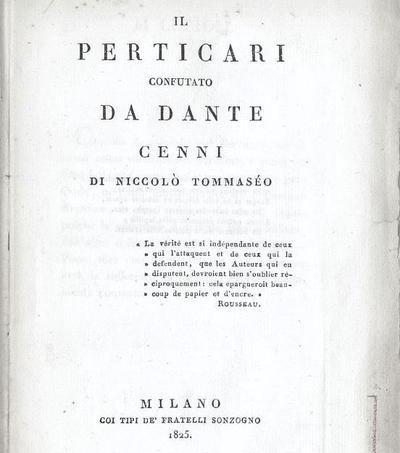 IL
PERTICARI
CONFUTATO
DA DANTE
CENNI
DI NICCOLÒ TOMMASÉO
« La vérité est si indépendante de ceux
» qui l'attaquent et de ceux qui la
» defendent, que les Auteurs qui en
» disputent, devroient bien s'oublier ré-
» ciproquement: cela epargneroit beau-
» coup de papier et d'encre. »
ROUSSEAU.
MILANO
COI TIPI DE' FRATELLI SONZOGNO
1825.